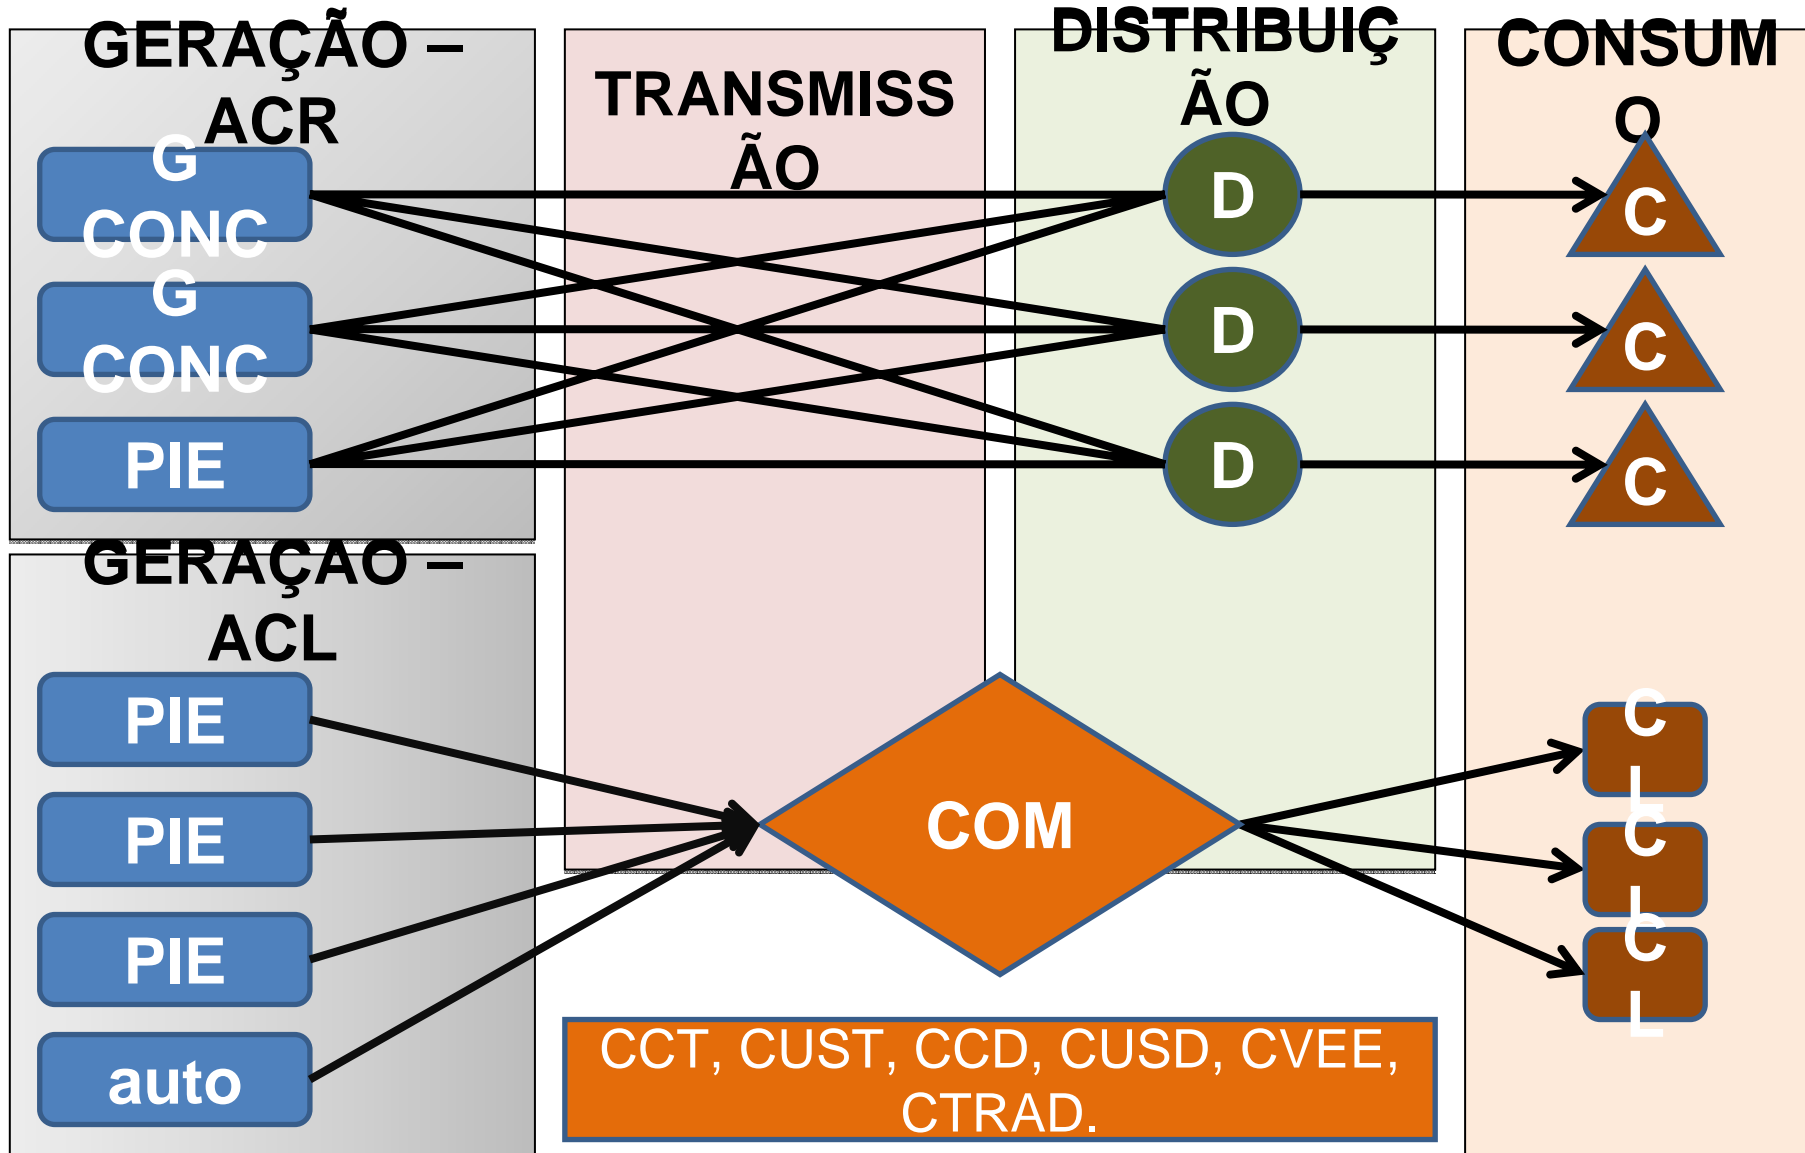 GERAÇÃO –
ACR
G
CONC
G
CONC
PIE
TRANSMISS
ÃO
DISTRIBUIÇ
ÃO
D
D
D
CONSUM
O
C
C
C
GERAÇÃO –
ACL
PIE
PIE
PIE
auto
COM
C
L
C
L
C
L
CCT, CUST, CCD, CUSD, CVEE,
CTRAD.